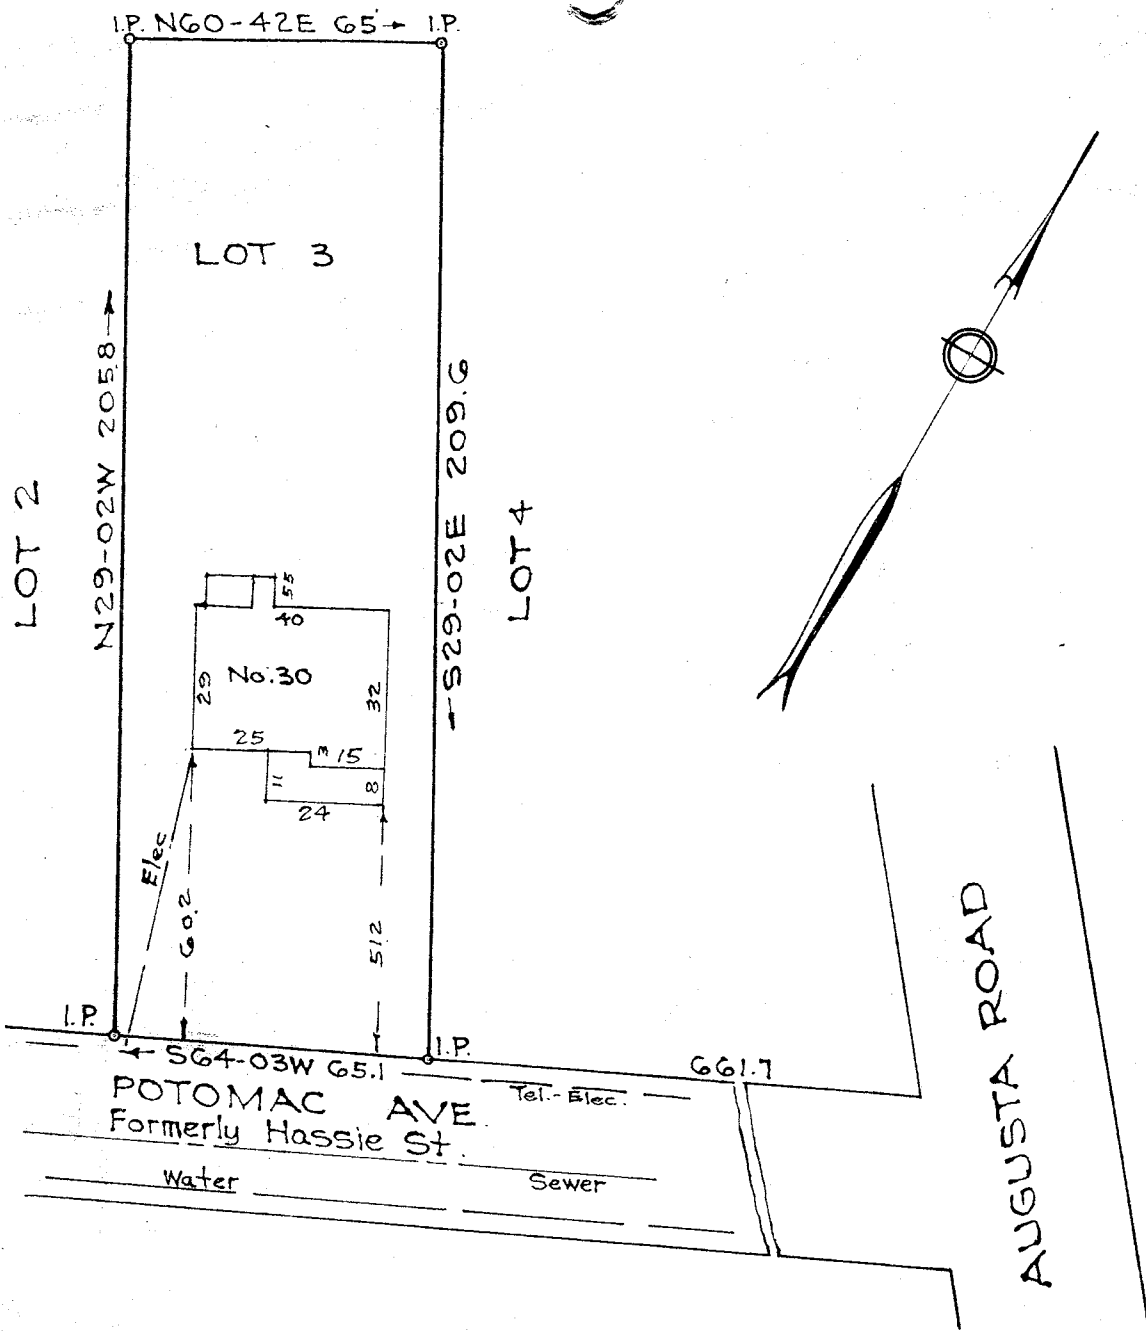 I.P. N60-42E 65' I.P.
LOT 3
N29-02W 205.8
S29-02E 209.6
LOT 2
LOT 4
55
40
No. 30
29
32
25
3
15
11
8
24
Elec
60.2
512
I.P.
I.P.
S64-03W 65.1
661.7
Tel.-Elec.
POTOMAC AVE
Formerly Hassie St.
Water
Sewer
AUGUSTA ROAD